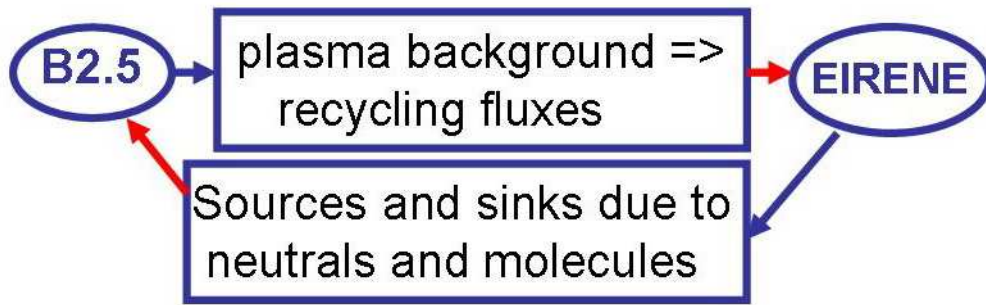 B2.5
plasma background =>
recycling fluxes
EIRENE
Sources and sinks due to
neutrals and molecules